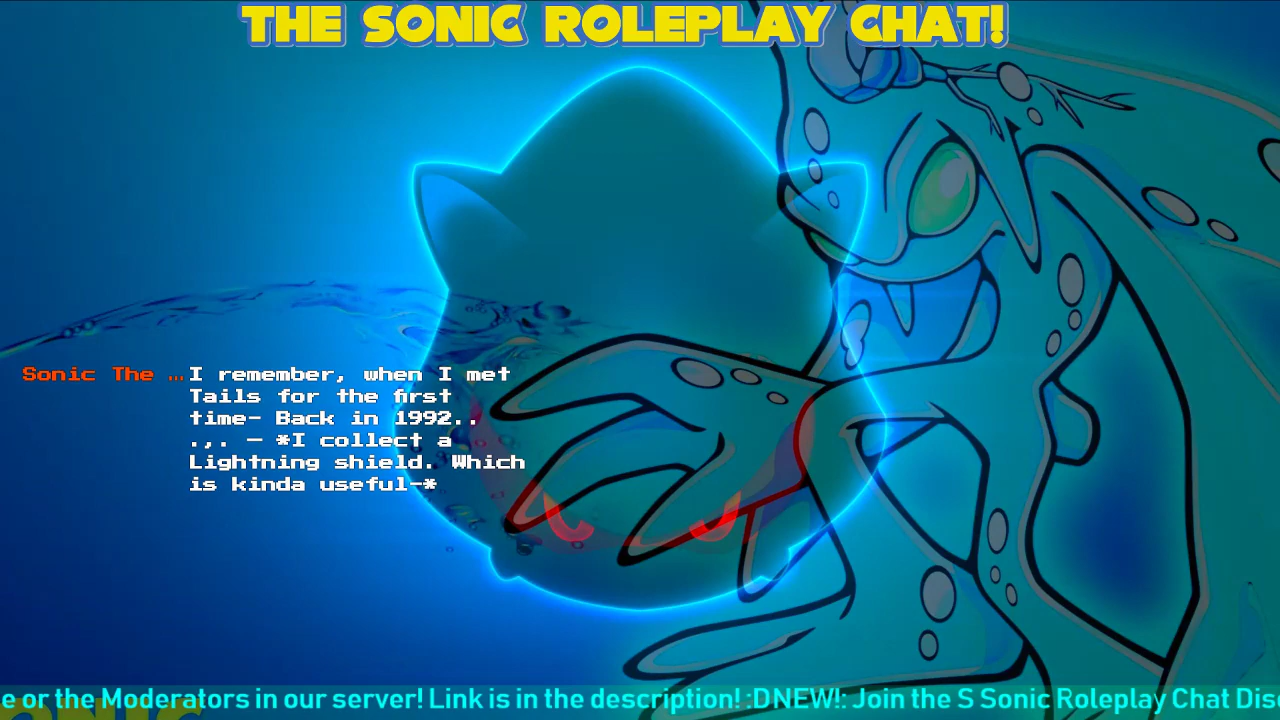 THE SONIC ROLEPLAY CHAT!
Sonic The ... I remember, when I met
Tails for the first
time- Back in 1992..
.,. - *I collect a
Lightning shield. Which
is kinda useful-*
e or the Moderators in our server! Link is in the description! :DNEW!: Join the S Sonic Roleplay Chat Disc